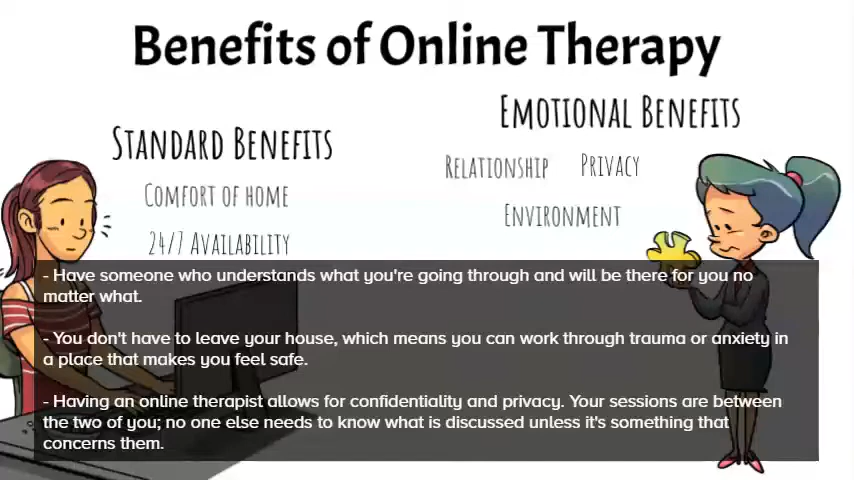 Benefits of Online Therapy
Standard Benefits
Comfort of home
24/7 Availability
Emotional Benefits
Relationship Privacy
Environment
- Have someone who understands what you're going through and will be there for you no
matter what.
- You don't have to leave your house, which means you can work through trauma or anxiety in
a place that makes you feel safe.
- Having an online therapist allows for confidentiality and privacy. Your sessions are between
the two of you; no one else needs to know what is discussed unless it's something that
concerns them.